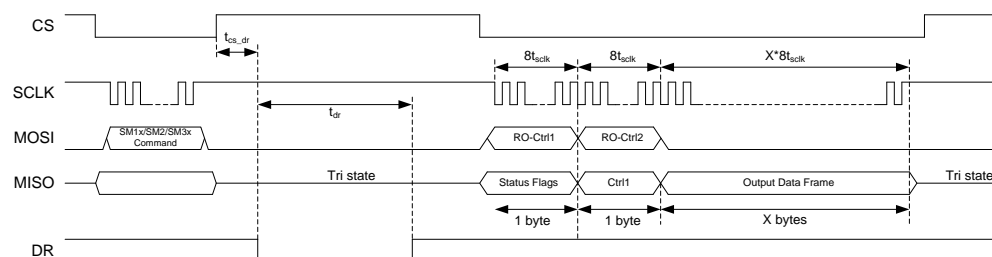 CS
t_cs_dr
8t_sclk 8t_sclk X*8t_sclk
SCLK
t_dr
MOSI SM1x/SM2/SM3x
Command RO-Ctrl1 RO-Ctrl2
MISO Tri state Status Flags Ctrl1 Output Data Frame Tri state
1 byte 1 byte X bytes
DR